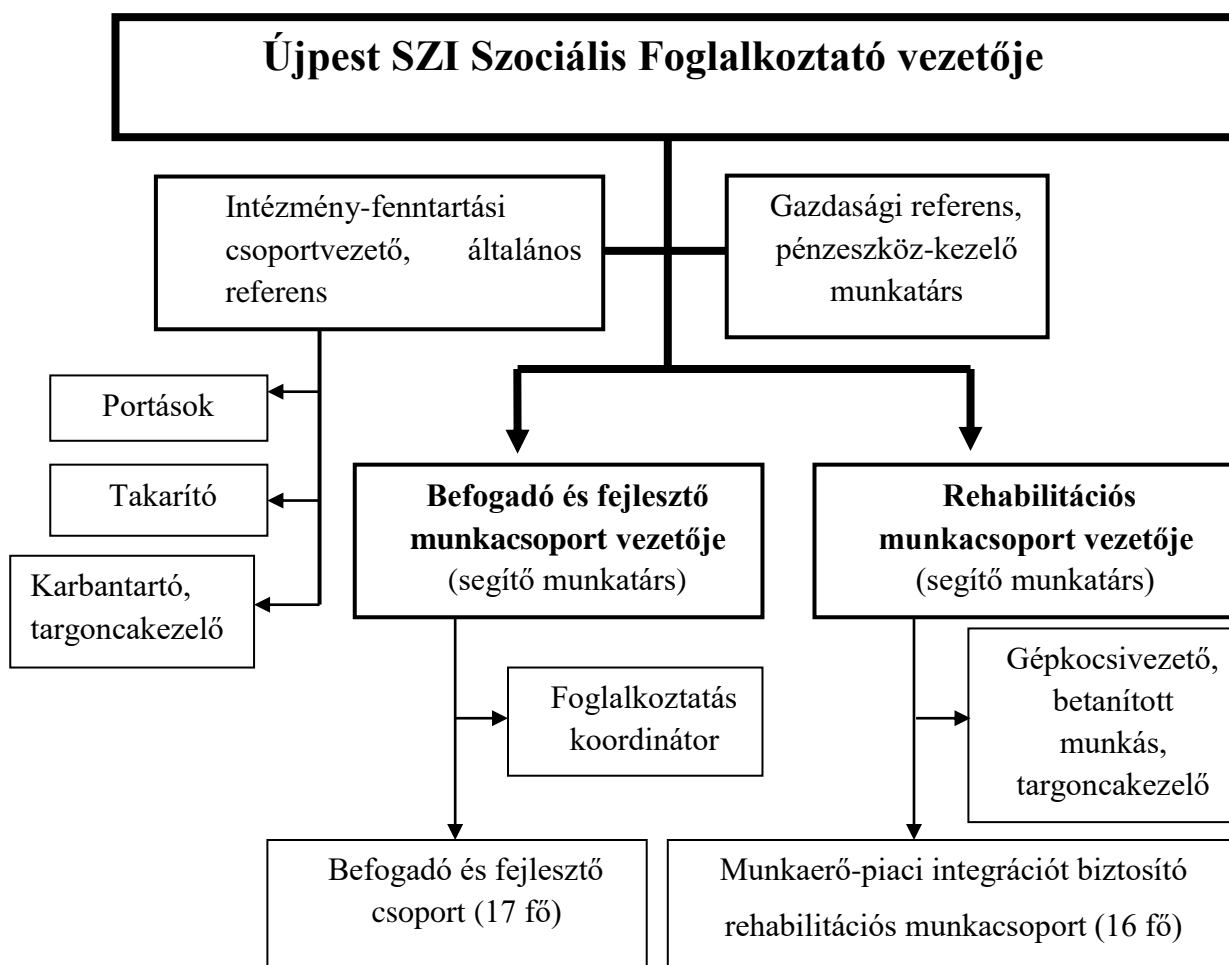 Újpest SZI Szociális Foglalkoztató vezetője
Intézmény-fenntartási
csoportvezető, általános
referens
Gazdasági referens,
pénzeszköz-kezelő
munkatárs
Portások
Takarító
Karbantartó,
targoncakezelő
Befogadó és fejlesztő
munkacsoport vezetője
(segítő munkatárs)
Rehabilitációs
munkacsoport vezetője
(segítő munkatárs)
Foglalkoztatás
koordinátor
Gépkocsivezető,
betanított
munkás,
targoncakezelő
Befogadó és fejlesztő
csoport (17 fő)
Munkaerő-piaci integrációt biztosító
rehabilitációs munkacsoport (16 fő)